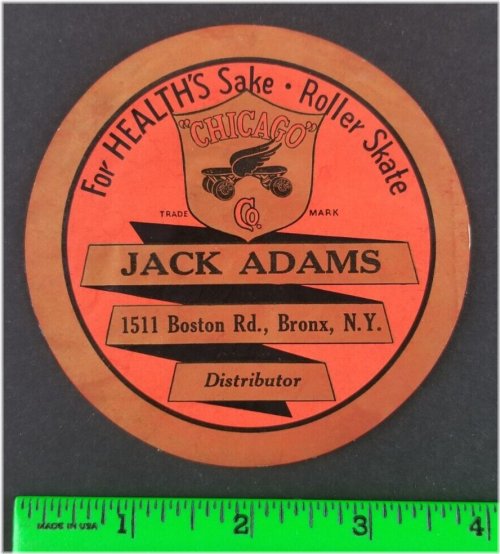 For HEALTH'S Sake · Roller Skate
"CHICAGO"
Co.
TRADE MARK
JACK ADAMS
1511 Boston Rd., Bronx, N.Y.
Distributor
MADE IN USA 1 2 3 4